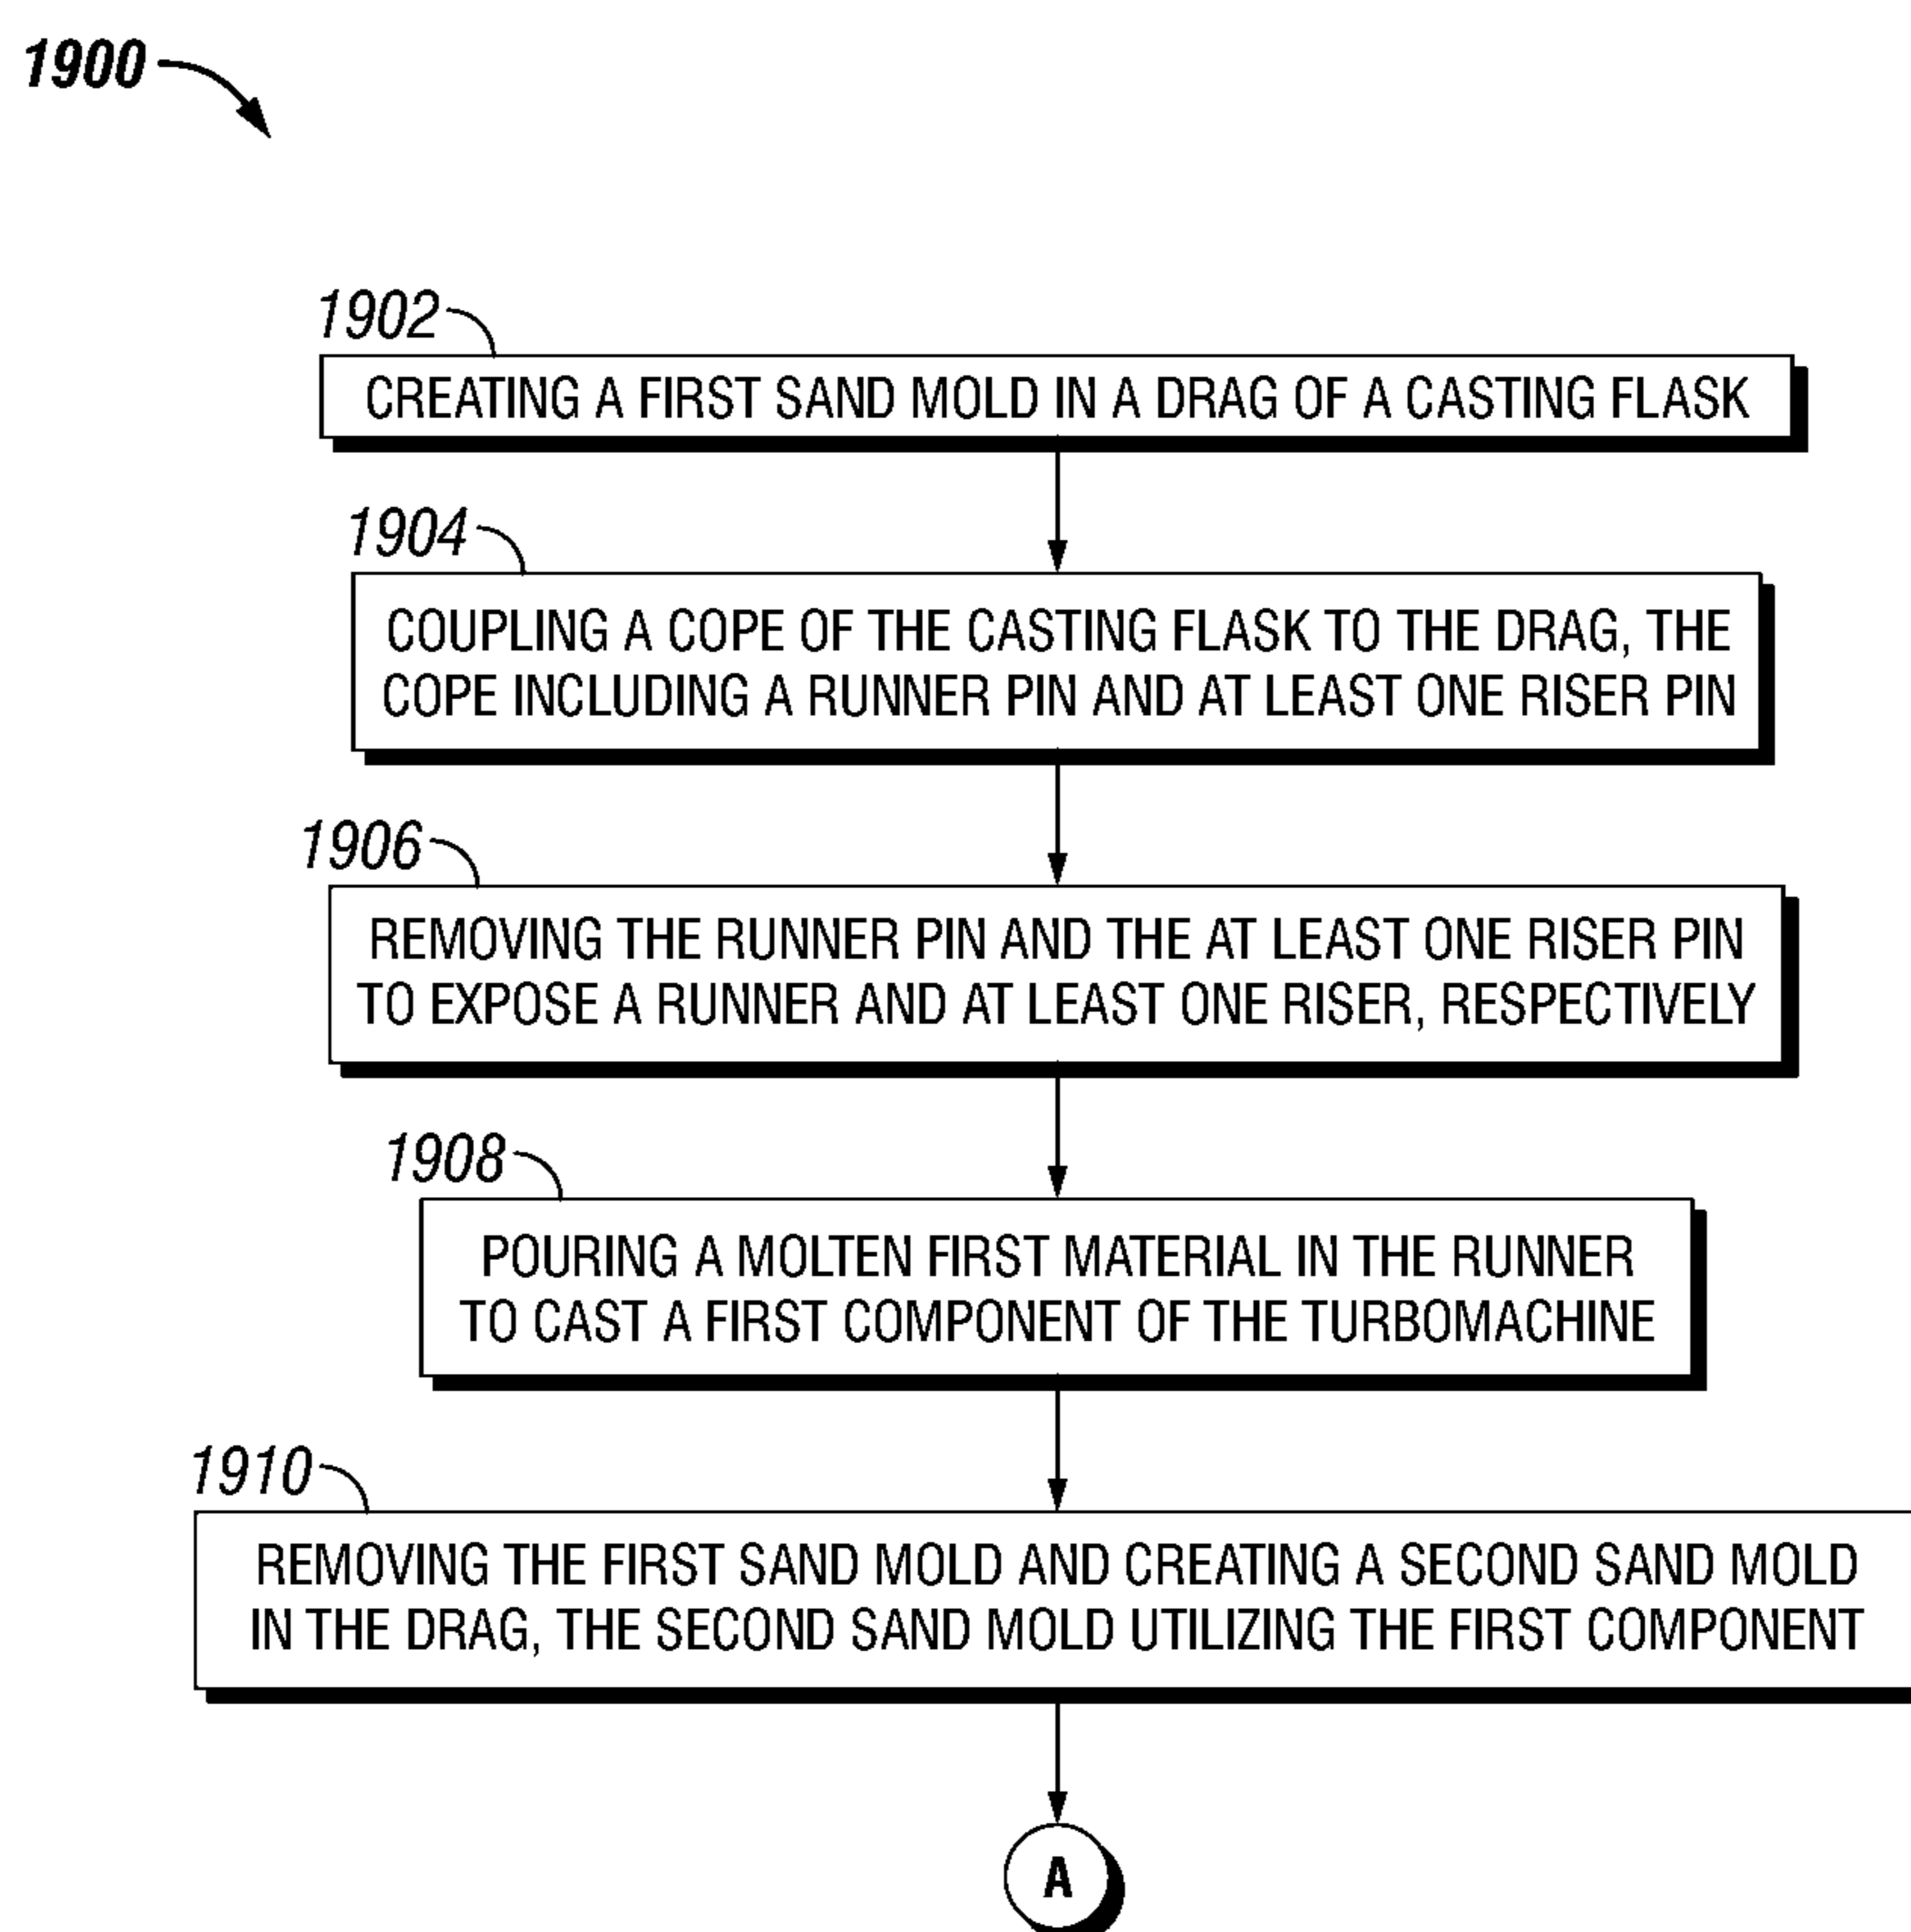 1900
1902
CREATING A FIRST SAND MOLD IN A DRAG OF A CASTING FLASK
1904
COUPLING A COPE OF THE CASTING FLASK TO THE DRAG, THE
COPE INCLUDING A RUNNER PIN AND AT LEAST ONE RISER PIN
1906
REMOVING THE RUNNER PIN AND THE AT LEAST ONE RISER PIN
TO EXPOSE A RUNNER AND AT LEAST ONE RISER, RESPECTIVELY
1908
POURING A MOLTEN FIRST MATERIAL IN THE RUNNER
TO CAST A FIRST COMPONENT OF THE TURBOMACHINE
1910
REMOVING THE FIRST SAND MOLD AND CREATING A SECOND SAND MOLD
IN THE DRAG, THE SECOND SAND MOLD UTILIZING THE FIRST COMPONENT
A